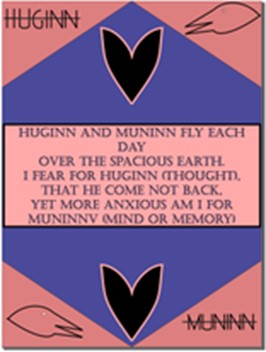 HUGINN
HUGINN AND MUNINN FLY EACH
DAY
OVER THE SPACIOUS EARTH.
I FEAR FOR HUGINN (THOUGHT),
THAT HE COME NOT BACK,
YET MORE ANXIOUS AM I FOR
MUNINNV (MIND OR MEMORY)
MUNINN